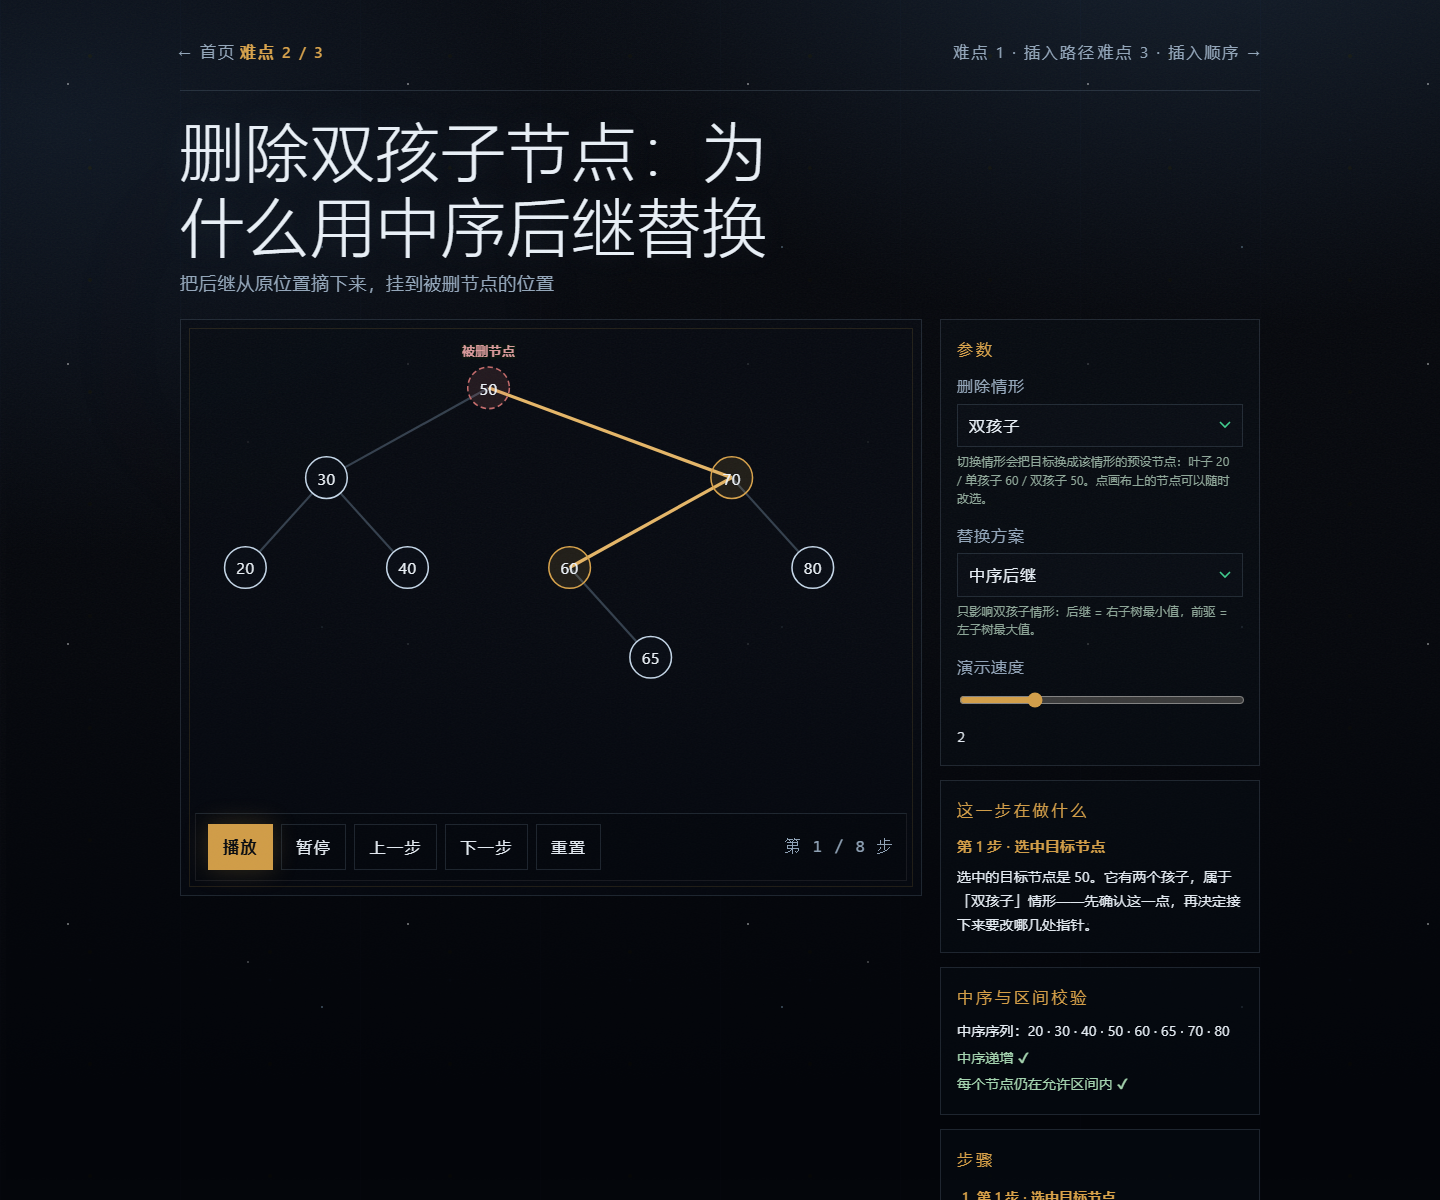 ← 首页 难点 2 / 3
难点 1 · 插入路径 难点 3 · 插入顺序 →
删除双孩子节点：为
什么用中序后继替换
把后继从原位置摘下来，挂到被删节点的位置
被删节点
50
30
70
20
40
60
80
65
播放
暂停
上一步
下一步
重置
第 1 / 8 步
参数
删除情形
双孩子
切换情形会把目标换成该情形的预设节点：叶子 20
/ 单孩子 60 / 双孩子 50。点画布上的节点可以随时
改选。
替换方案
中序后继
只影响双孩子情形：后继 = 右子树最小值，前驱 =
左子树最大值。
演示速度
2
这一步在做什么
第 1 步 · 选中目标节点
选中的目标节点是 50。它有两个孩子，属于
「双孩子」情形——先确认这一点，再决定接
下来要改哪几处指针。
中序与区间校验
中序序列：20 · 30 · 40 · 50 · 60 · 65 · 70 · 80
中序递增 ✓
每个节点仍在允许区间内 ✓
步骤
1. 第 1 步 · 选中目标节点